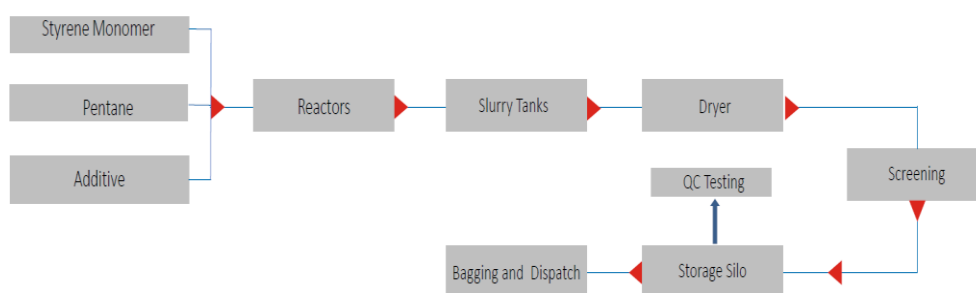 Styrene Monomer
Pentane
Additive
Reactors
Slurry Tanks
Dryer
Screening
QC Testing
Storage Silo
Bagging and Dispatch